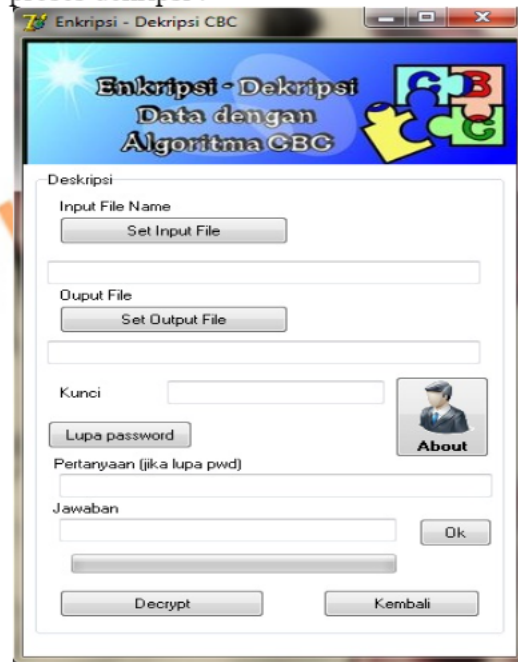 Enkripsi - Dekripsi CBC
Enkripsi - Dekripsi
Data dengan
Algoritma CBC
C B
C
Deskripsi
Input File Name
Set Input File
Ouput File
Set Output File
Kunci
About
Lupa password
Pertanyaan (jika lupa pwd)
Jawaban
Ok
Decrypt
Kembali